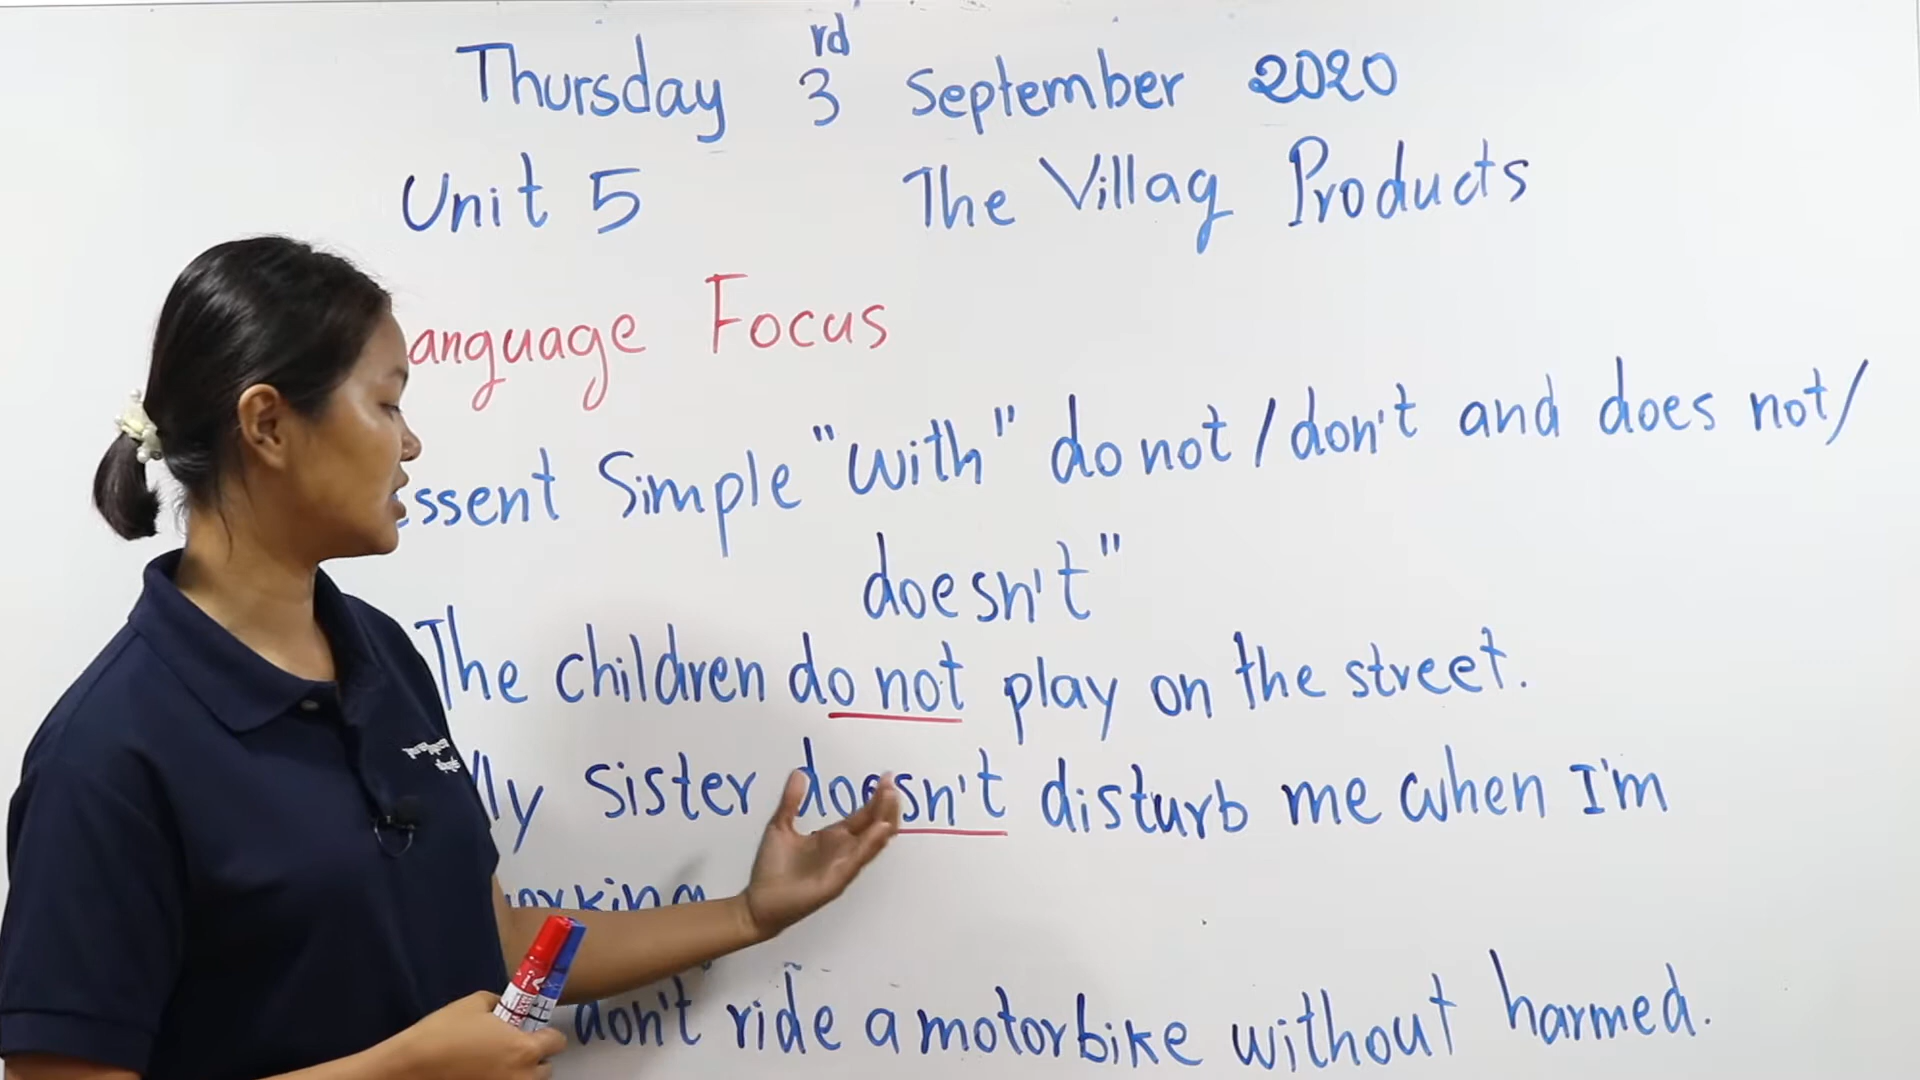 Thursday 3rd September 2020
Unit 5 The Villag Products
anguage Focus
ssent Simple "with" do not / don't and does not /
doesn't"
The children do not play on the street.
sister doesn't disturb me when I'm
orking
don't ride a motorbike without harmed.